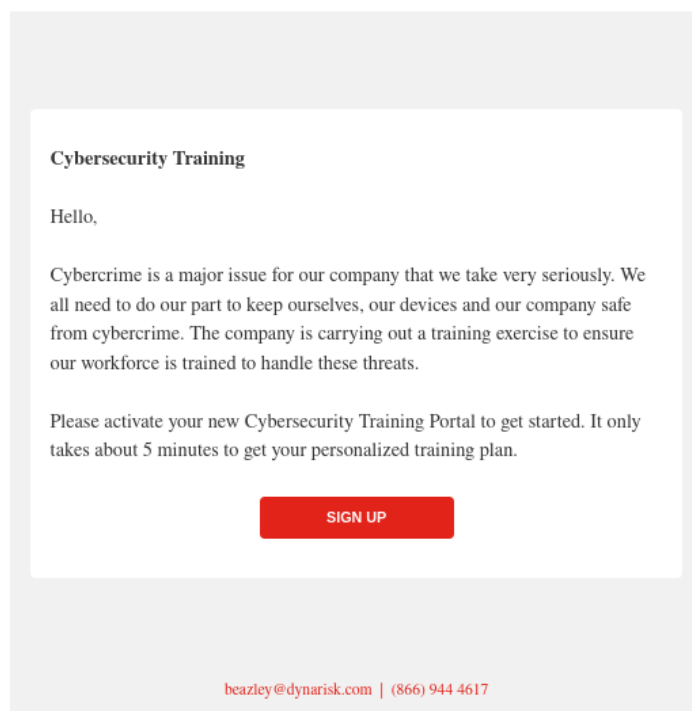 Cybersecurity Training
Hello,
Cybercrime is a major issue for our company that we take very seriously. We
all need to do our part to keep ourselves, our devices and our company safe
from cybercrime. The company is carrying out a training exercise to ensure
our workforce is trained to handle these threats.
Please activate your new Cybersecurity Training Portal to get started. It only
takes about 5 minutes to get your personalized training plan.
SIGN UP
beazley@dynarisk.com | (866) 944 4617